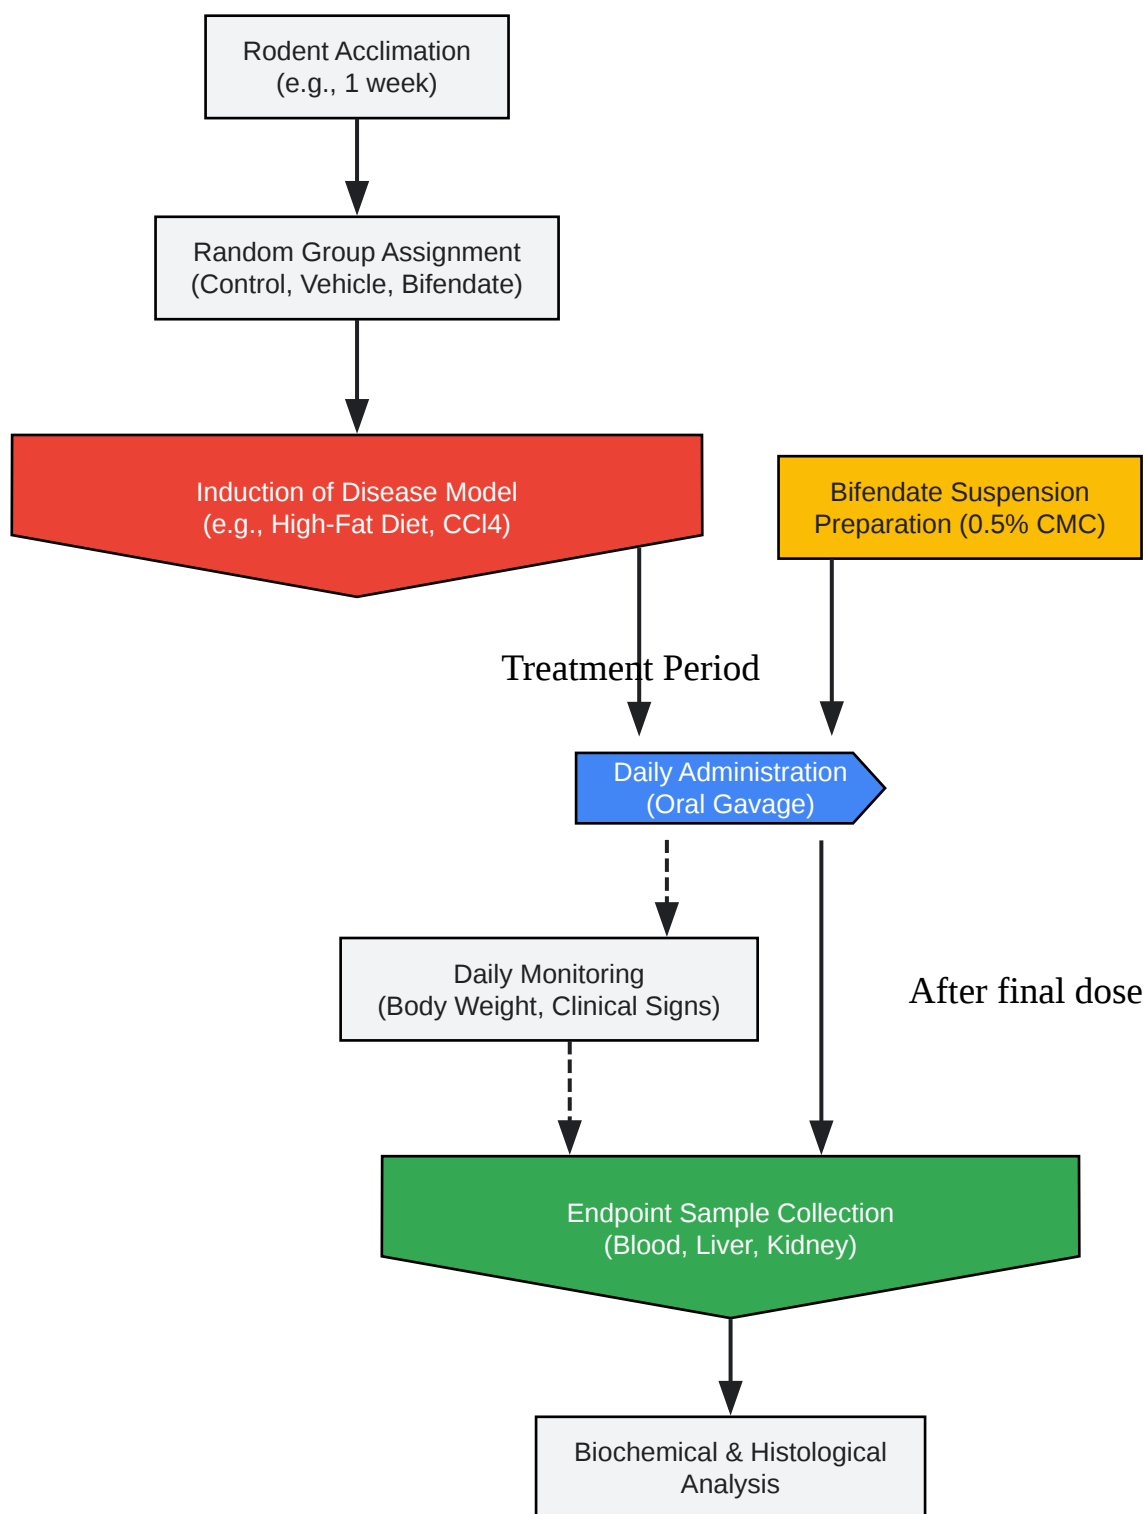 Rodent Acclimation
(e.g., 1 week)
Random Group Assignment
(Control, Vehicle, Bifendate)
Induction of Disease Model
(e.g., High-Fat Diet, CCl4)
Bifendate Suspension
Preparation (0.5% CMC)
Treatment Period
Daily Administration
(Oral Gavage)
Daily Monitoring
(Body Weight, Clinical Signs)
After final dose
Endpoint Sample Collection
(Blood, Liver, Kidney)
Biochemical & Histological
Analysis